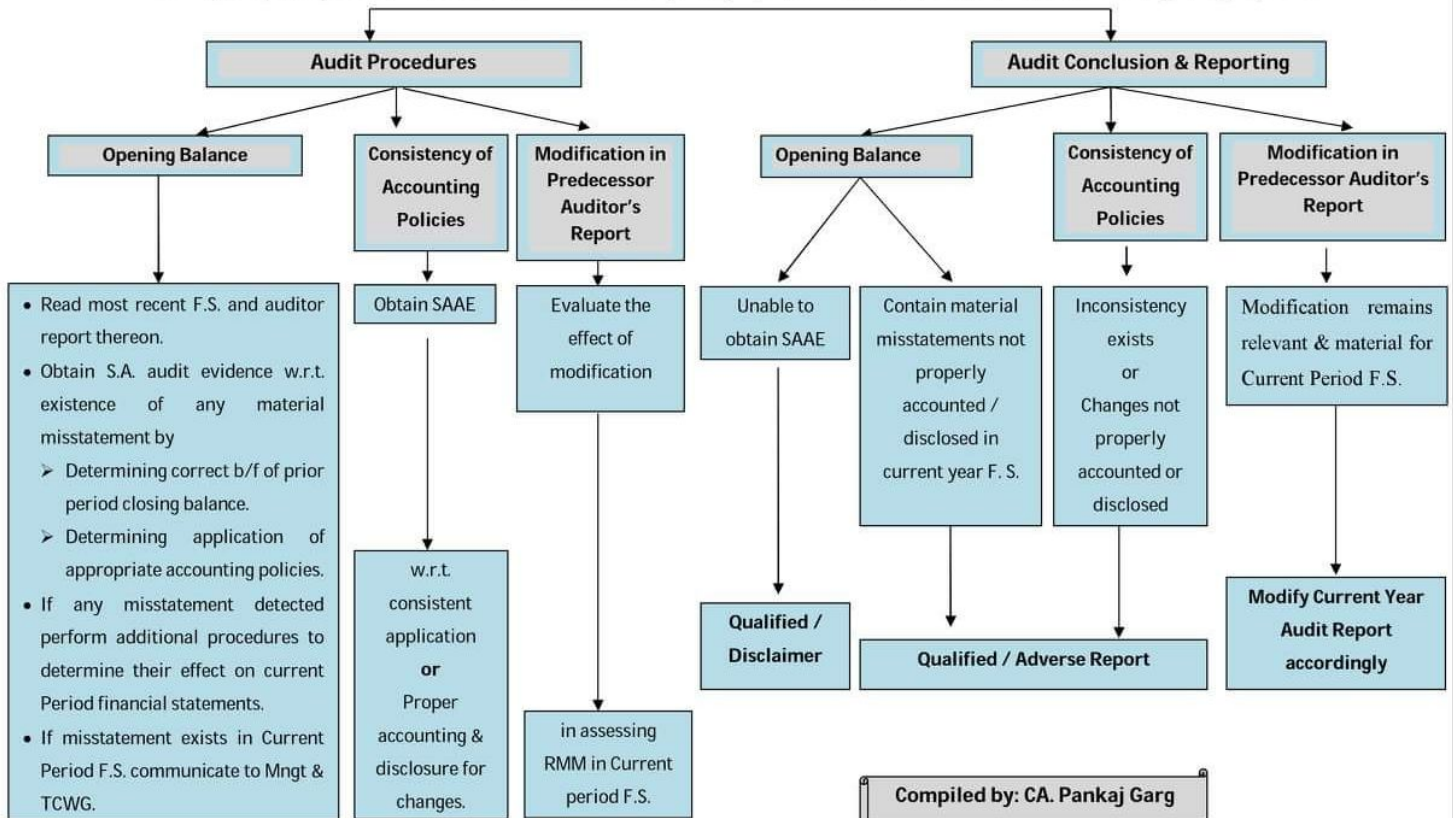 Audit Procedures
Opening Balance
Consistency of
Accounting
Policies
Modification in
Predecessor
Auditor's
Report
• Read most recent F.S. and auditor
report thereon.
• Obtain S.A. audit evidence w.r.t.
existence of any material
misstatement by
➢ Determining correct b/f of prior
period closing balance.
➢ Determining application of
appropriate accounting policies.
• If any misstatement detected
perform additional procedures to
determine their effect on current
Period financial statements.
• If misstatement exists in Current
Period F.S. communicate to Mngt &
TCWG.
Obtain SAAE
w.r.t.
consistent
application
or
Proper
accounting &
disclosure for
changes.
Evaluate the
effect of
modification
in assessing
RMM in Current
period F.S.
Audit Conclusion & Reporting
Opening Balance
Consistency of
Accounting
Policies
Modification in
Predecessor Auditor's
Report
Unable to
obtain SAAE
Qualified /
Disclaimer
Contain material
misstatements not
properly
accounted /
disclosed in
current year F. S.
Inconsistency
exists
or
Changes not
properly
accounted or
disclosed
Qualified / Adverse Report
Modification remains
relevant & material for
Current Period F.S.
Modify Current Year
Audit Report
accordingly
Compiled by: CA. Pankaj Garg